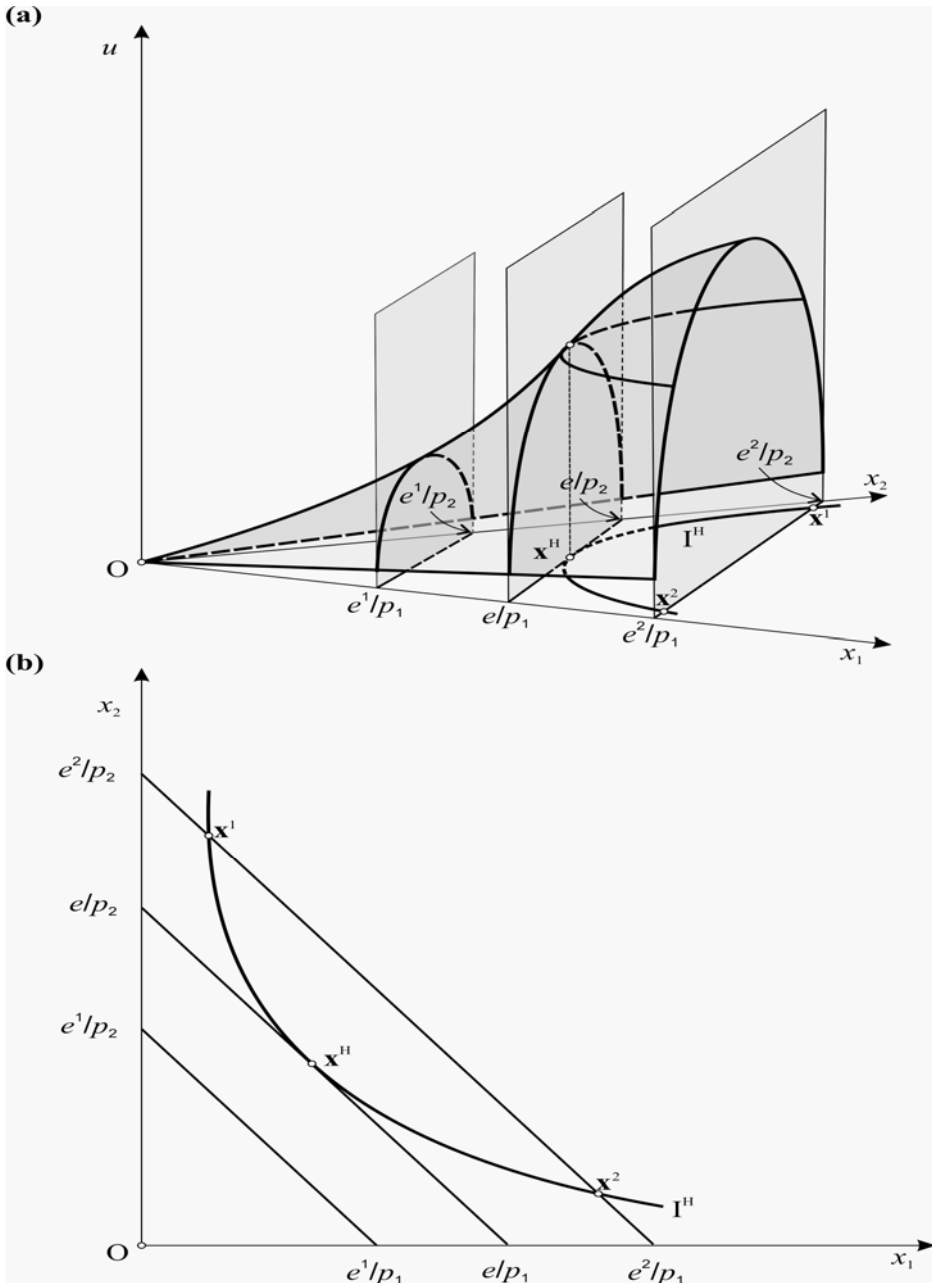 (a)
u
e²/p₂
x₂
e¹/p₂
e/p₂
x¹
xᴴ
Iᴴ
O
x²
e¹/p₁
e/p₁
e²/p₁
x₁
(b)
x₂
e²/p₂
x¹
e/p₂
e¹/p₂
xᴴ
x²
Iᴴ
O
x₁
e¹/p₁
e/p₁
e²/p₁